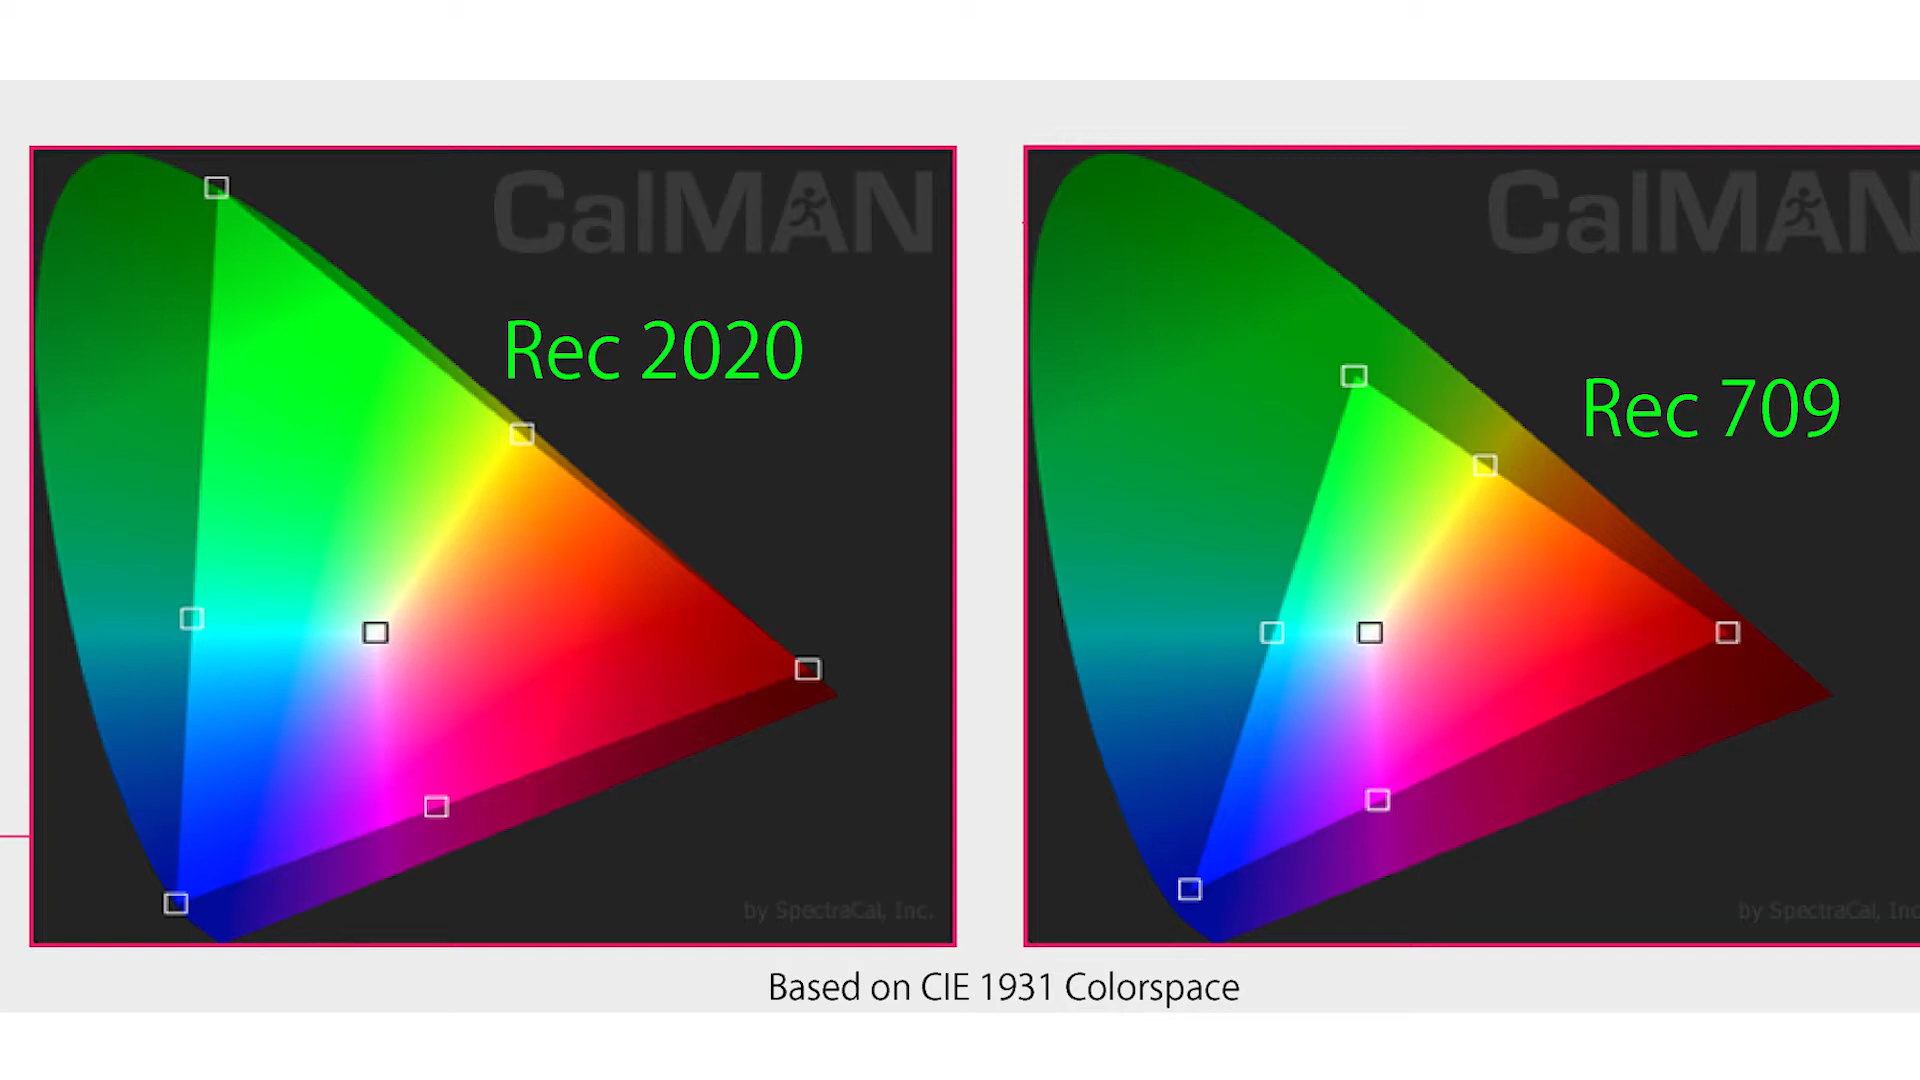 CalMAN
CalMAN
Rec 2020
Rec 709
by SpectraCal, Inc.
by SpectraCal, Inc
Based on CIE 1931 Colorspace